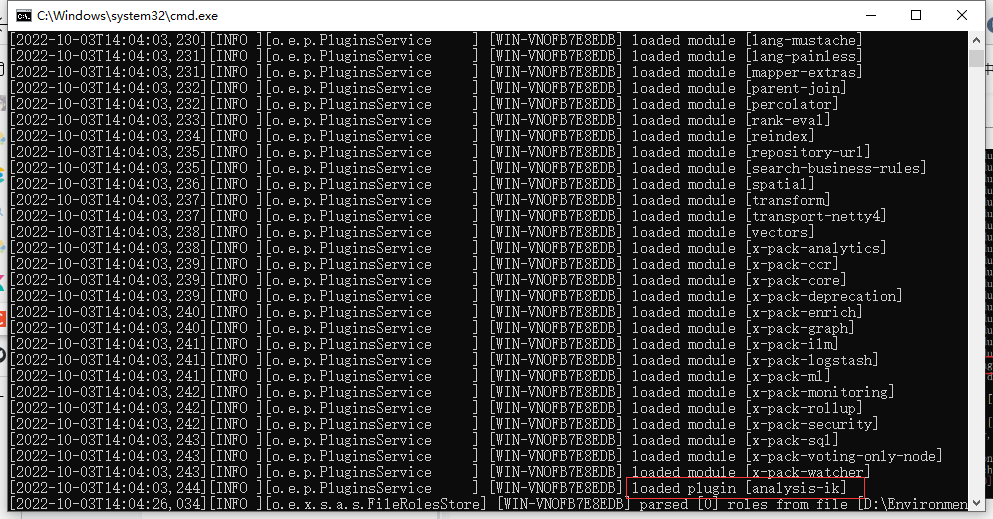 C:\Windows\system32\cmd.exe
[2022-10-03T14:04:03,230][INFO ][o.e.p.PluginsService     ] [WIN-VNOFB7E8EDB] loaded module [lang-mustache]
[2022-10-03T14:04:03,231][INFO ][o.e.p.PluginsService     ] [WIN-VNOFB7E8EDB] loaded module [lang-painless]
[2022-10-03T14:04:03,231][INFO ][o.e.p.PluginsService     ] [WIN-VNOFB7E8EDB] loaded module [mapper-extras]
[2022-10-03T14:04:03,232][INFO ][o.e.p.PluginsService     ] [WIN-VNOFB7E8EDB] loaded module [parent-join]
[2022-10-03T14:04:03,232][INFO ][o.e.p.PluginsService     ] [WIN-VNOFB7E8EDB] loaded module [percolator]
[2022-10-03T14:04:03,233][INFO ][o.e.p.PluginsService     ] [WIN-VNOFB7E8EDB] loaded module [rank-eval]
[2022-10-03T14:04:03,234][INFO ][o.e.p.PluginsService     ] [WIN-VNOFB7E8EDB] loaded module [reindex]
[2022-10-03T14:04:03,235][INFO ][o.e.p.PluginsService     ] [WIN-VNOFB7E8EDB] loaded module [repository-url]
[2022-10-03T14:04:03,235][INFO ][o.e.p.PluginsService     ] [WIN-VNOFB7E8EDB] loaded module [search-business-rules]
[2022-10-03T14:04:03,236][INFO ][o.e.p.PluginsService     ] [WIN-VNOFB7E8EDB] loaded module [spatial]
[2022-10-03T14:04:03,237][INFO ][o.e.p.PluginsService     ] [WIN-VNOFB7E8EDB] loaded module [transform]
[2022-10-03T14:04:03,237][INFO ][o.e.p.PluginsService     ] [WIN-VNOFB7E8EDB] loaded module [transport-netty4]
[2022-10-03T14:04:03,238][INFO ][o.e.p.PluginsService     ] [WIN-VNOFB7E8EDB] loaded module [vectors]
[2022-10-03T14:04:03,238][INFO ][o.e.p.PluginsService     ] [WIN-VNOFB7E8EDB] loaded module [x-pack-analytics]
[2022-10-03T14:04:03,239][INFO ][o.e.p.PluginsService     ] [WIN-VNOFB7E8EDB] loaded module [x-pack-ccr]
[2022-10-03T14:04:03,239][INFO ][o.e.p.PluginsService     ] [WIN-VNOFB7E8EDB] loaded module [x-pack-core]
[2022-10-03T14:04:03,239][INFO ][o.e.p.PluginsService     ] [WIN-VNOFB7E8EDB] loaded module [x-pack-deprecation]
[2022-10-03T14:04:03,240][INFO ][o.e.p.PluginsService     ] [WIN-VNOFB7E8EDB] loaded module [x-pack-enrich]
[2022-10-03T14:04:03,240][INFO ][o.e.p.PluginsService     ] [WIN-VNOFB7E8EDB] loaded module [x-pack-graph]
[2022-10-03T14:04:03,241][INFO ][o.e.p.PluginsService     ] [WIN-VNOFB7E8EDB] loaded module [x-pack-ilm]
[2022-10-03T14:04:03,241][INFO ][o.e.p.PluginsService     ] [WIN-VNOFB7E8EDB] loaded module [x-pack-logstash]
[2022-10-03T14:04:03,241][INFO ][o.e.p.PluginsService     ] [WIN-VNOFB7E8EDB] loaded module [x-pack-ml]
[2022-10-03T14:04:03,242][INFO ][o.e.p.PluginsService     ] [WIN-VNOFB7E8EDB] loaded module [x-pack-monitoring]
[2022-10-03T14:04:03,242][INFO ][o.e.p.PluginsService     ] [WIN-VNOFB7E8EDB] loaded module [x-pack-rollup]
[2022-10-03T14:04:03,242][INFO ][o.e.p.PluginsService     ] [WIN-VNOFB7E8EDB] loaded module [x-pack-security]
[2022-10-03T14:04:03,243][INFO ][o.e.p.PluginsService     ] [WIN-VNOFB7E8EDB] loaded module [x-pack-sql]
[2022-10-03T14:04:03,243][INFO ][o.e.p.PluginsService     ] [WIN-VNOFB7E8EDB] loaded module [x-pack-voting-only-node]
[2022-10-03T14:04:03,243][INFO ][o.e.p.PluginsService     ] [WIN-VNOFB7E8EDB] loaded module [x-pack-watcher]
[2022-10-03T14:04:03,244][INFO ][o.e.p.PluginsService     ] [WIN-VNOFB7E8EDB] loaded plugin [analysis-ik]
[2022-10-03T14:04:26,034][INFO ][o.e.x.s.a.s.FileRolesStore] [WIN-VNOFB7E8EDB] parsed [0] roles from file [D:\Environmen